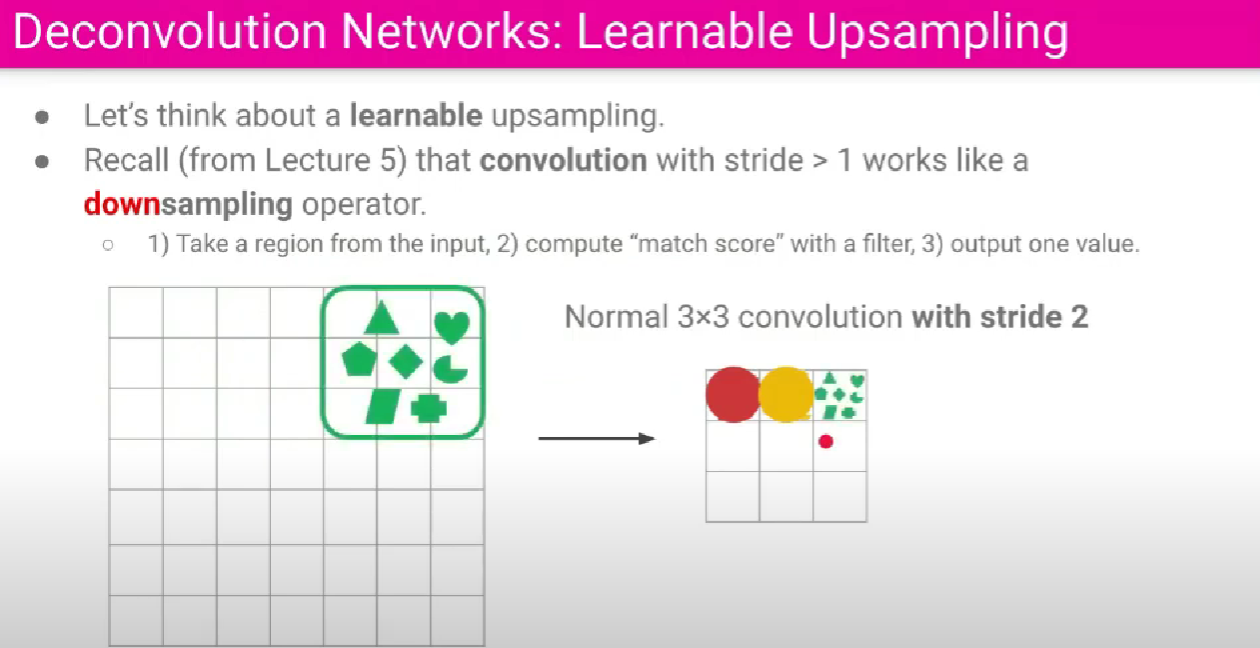 Deconvolution Networks: Learnable Upsampling
● Let’s think about a learnable upsampling.
● Recall (from Lecture 5) that convolution with stride > 1 works like a
downsampling operator.
○ 1) Take a region from the input, 2) compute “match score” with a filter, 3) output one value.
Normal 3×3 convolution with stride 2